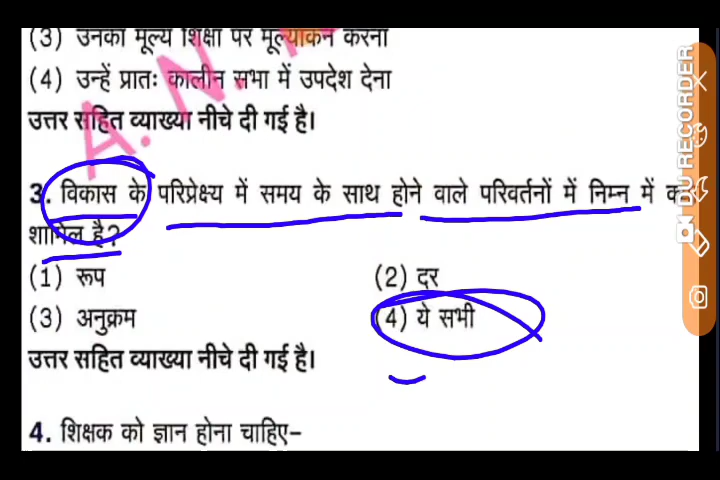 (3) उनका मूल्य शिक्षा पर मूल्यांकन करना
(4) उन्हें प्रातः कालीन सभा में उपदेश देना
उत्तर सहित व्याख्या नीचे दी गई है।
A. N.
3. विकास के परिप्रेक्ष्य में समय के साथ होने वाले परिवर्तनों में निम्न में
शामिल है?
(1) रूप
(2) दर
(3) अनुक्रम
(4) ये सभी
उत्तर सहित व्याख्या नीचे दी गई है।
4. शिक्षक को ज्ञान होना चाहिए–
DU RECORDER